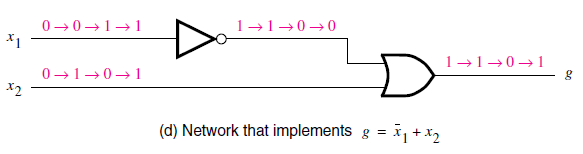 0 → 0 → 1 → 1
1 → 1 → 0 → 0
x1
0 → 1 → 0 → 1
x2
1 → 1 → 0 → 1
g
(d) Network that implements g = x̄1 + x2